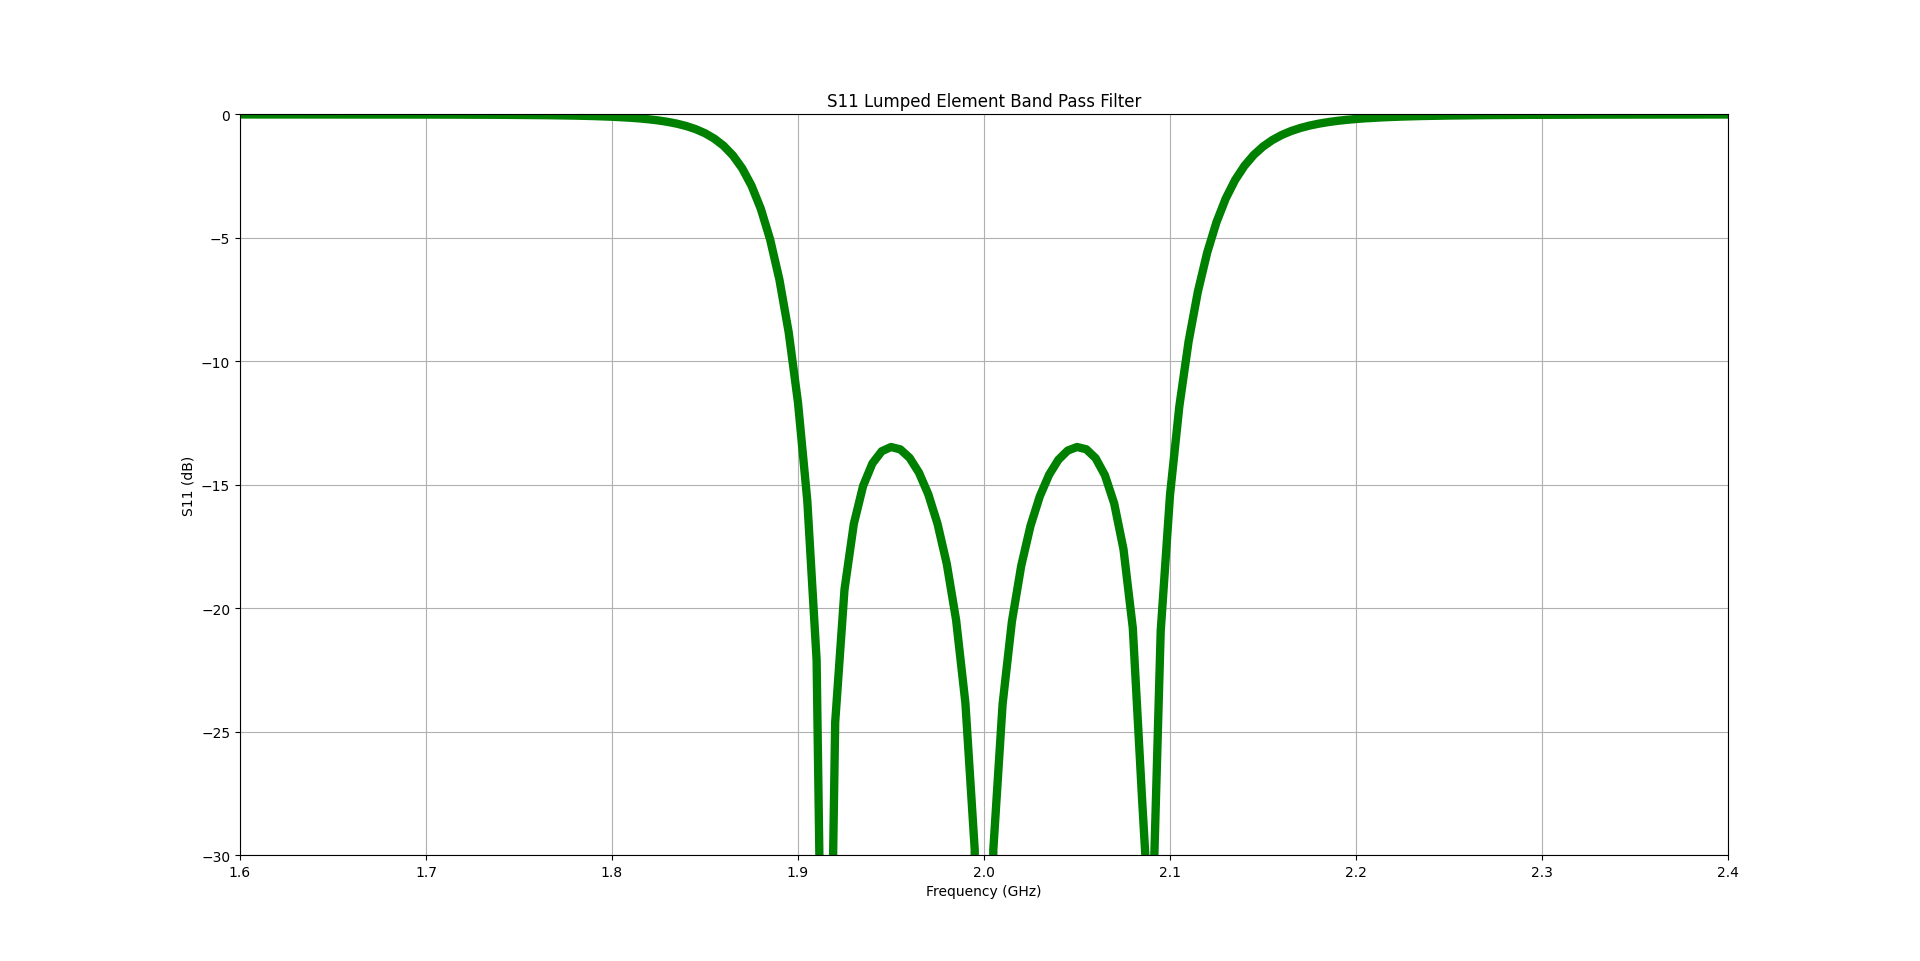 S11 Lumped Element Band Pass Filter
S11 (dB)
0
−5
−10
−15
−20
−25
−30
1.6 1.7 1.8 1.9 2.0 2.1 2.2 2.3 2.4
Frequency (GHz)